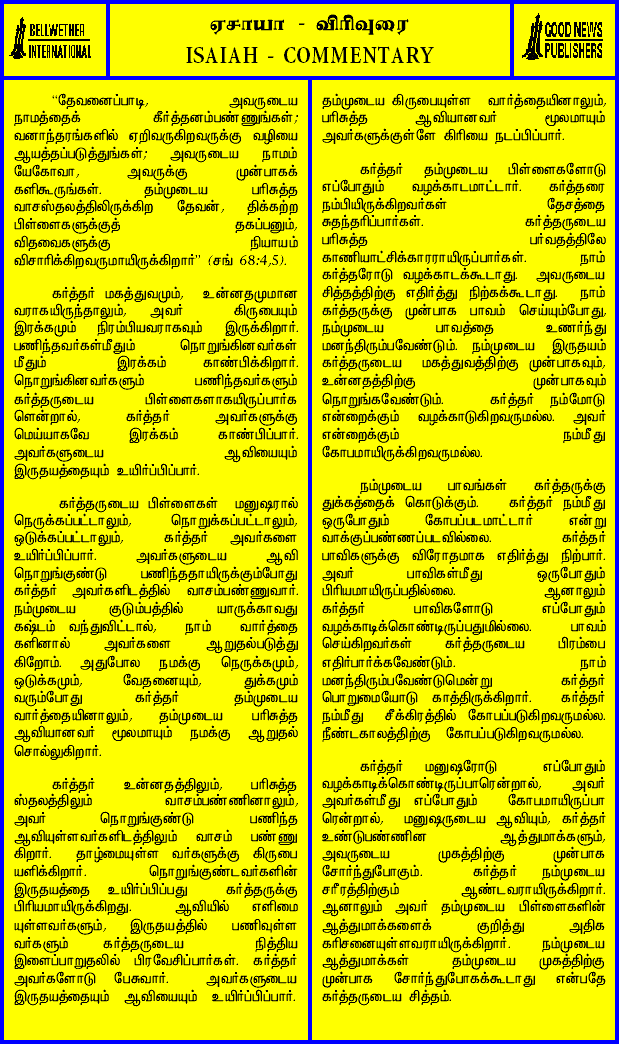 BELLWETHER
INTERNATIONAL
ஏசாயா - விரிவுரை
ISAIAH - COMMENTARY
GOOD NEWS
PUBLISHERS
“தேவனைப்பாடி, அவருடைய
நாமத்தைக் கீர்த்தனம்பண்ணுங்கள்;
வனாந்தரங்களில் ஏறிவருகிறவருக்கு வழியை
ஆயத்தப்படுத்துங்கள்; அவருடைய நாமம்
யேகோவா, அவருக்கு முன்பாகக்
களிகூருங்கள். தம்முடைய பரிசுத்த
வாசஸ்தலத்திலிருக்கிற தேவன், திக்கற்ற
பிள்ளைகளுக்குத் தகப்பனும்,
விதவைகளுக்கு நியாயம்
விசாரிக்கிறவருமாயிருக்கிறார்” (சங் 68:4,5).
கர்த்தர் மகத்துவமும், உன்னதமுமான
வராகயிருந்தாலும், அவர் கிருபையும்
இரக்கமும் நிரம்பியவராகவும் இருக்கிறார்.
பணிந்தவர்கள்மீதும் நொறுங்கினவர்கள்
மீதும் இரக்கம் காண்பிக்கிறார்.
நொறுங்கினவர்களும் பணிந்தவர்களும்
கர்த்தருடைய பிள்ளைகளாகயிருப்பார்க
ளென்றால், கர்த்தர் அவர்களுக்கு
மெய்யாகவே இரக்கம் காண்பிப்பார்.
அவர்களுடைய ஆவியையும்
இருதயத்தையும் உயிர்ப்பிப்பார்.
கர்த்தருடைய பிள்ளைகள் மனுஷரால்
நெருக்கப்பட்டாலும், நொறுக்கப்பட்டாலும்,
ஒடுக்கப்பட்டாலும், கர்த்தர் அவர்களை
உயிர்ப்பிப்பார். அவர்களுடைய ஆவி
நொறுங்குண்டு பணிந்ததாயிருக்கும்போது
கர்த்தர் அவர்களிடத்தில் வாசம்பண்ணுவார்.
நம்முடைய குடும்பத்தில் யாருக்காவது
கஷ்டம் வந்துவிட்டால், நாம் வார்த்தை
களினால் அவர்களை ஆறுதல்படுத்து
கிறோம். அதுபோல நமக்கு நெருக்கமும்,
ஒடுக்கமும், வேதனையும், துக்கமும்
வரும்போது கர்த்தர் தம்முடைய
வார்த்தையினாலும், தம்முடைய பரிசுத்த
ஆவியானவர் மூலமாயும் நமக்கு ஆறுதல்
சொல்லுகிறார்.
கர்த்தர் உன்னதத்திலும், பரிசுத்த
ஸ்தலத்திலும் வாசம்பண்ணினாலும்,
அவர் நொறுங்குண்டு பணிந்த
ஆவியுள்ளவர்களிடத்திலும் வாசம் பண்ணு
கிறார். தாழ்மையுள்ள வர்களுக்கு கிருபை
யளிக்கிறார். நொறுங்குண்டவர்களின்
இருதயத்தை உயிர்ப்பிப்பது கர்த்தருக்கு
பிரியமாயிருக்கிறது. ஆவியில் எளிமை
யுள்ளவர்களும், இருதயத்தில் பணிவுள்ள
வர்களும் கர்த்தருடைய நித்திய
இளைப்பாறுதலில் பிரவேசிப்பார்கள். கர்த்தர்
அவர்களோடு பேசுவார். அவர்களுடைய
இருதயத்தையும் ஆவியையும் உயிர்ப்பிப்பார்.
தம்முடைய கிருபையுள்ள வார்த்தையினாலும்,
பரிசுத்த ஆவியானவர் மூலமாயும்
அவர்களுக்குள்ளே கிரியை நடப்பிப்பார்.
கர்த்தர் தம்முடைய பிள்ளைகளோடு
எப்போதும் வழக்காடமாட்டார். கர்த்தரை
நம்பியிருக்கிறவர்கள் தேசத்தை
சுதந்தரிப்பார்கள். கர்த்தருடைய
பரிசுத்த பர்வதத்திலே
காணியாட்சிக்காரராயிருப்பார்கள். நாம்
கர்த்தரோடு வழக்காடக்கூடாது. அவருடைய
சித்தத்திற்கு எதிர்த்து நிற்கக்கூடாது. நாம்
கர்த்தருக்கு முன்பாக பாவம் செய்யும்போது,
நம்முடைய பாவத்தை உணர்ந்து
மனந்திரும்பவேண்டும். நம்முடைய இருதயம்
கர்த்தருடைய மகத்துவத்திற்கு முன்பாகவும்,
உன்னதத்திற்கு முன்பாகவும்
நொறுங்கவேண்டும். கர்த்தர் நம்மோடு
என்றைக்கும் வழக்காடுகிறவருமல்ல. அவர்
என்றைக்கும் நம்மீது
கோபமாயிருக்கிறவருமல்ல.
நம்முடைய பாவங்கள் கர்த்தருக்கு
துக்கத்தைக் கொடுக்கும். கர்த்தர் நம்மீது
ஒருபோதும் கோபப்படமாட்டார் என்று
வாக்குப்பண்ணப்படவில்லை. கர்த்தர்
பாவிகளுக்கு விரோதமாக எதிர்த்து நிற்பார்.
அவர் பாவிகள்மீது ஒருபோதும்
பிரியமாயிருப்பதில்லை. ஆனாலும்
கர்த்தர் பாவிகளோடு எப்போதும்
வழக்காடிக்கொண்டிருப்பதுமில்லை. பாவம்
செய்கிறவர்கள் கர்த்தருடைய பிரம்பை
எதிர்பார்க்கவேண்டும். நாம்
மனந்திரும்பவேண்டுமென்று கர்த்தர்
பொறுமையோடு காத்திருக்கிறார். கர்த்தர்
நம்மீது சீக்கிரத்தில் கோபப்படுகிறவருமல்ல.
நீண்டகாலத்திற்கு கோபப்படுகிறவருமல்ல.
கர்த்தர் மனுஷரோடு எப்போதும்
வழக்காடிக்கொண்டிருப்பாரென்றால், அவர்
அவர்கள்மீது எப்போதும் கோபமாயிருப்பா
ரென்றால், மனுஷருடைய ஆவியும், கர்த்தர்
உண்டுபண்ணின ஆத்துமாக்களும்,
அவருடைய முகத்திற்கு முன்பாக
சோர்ந்துபோகும். கர்த்தர் நம்முடைய
சரீரத்திற்கும் ஆண்டவராயிருக்கிறார்.
ஆனாலும் அவர் தம்முடைய பிள்ளைகளின்
ஆத்துமாக்களைக் குறித்து அதிக
கரிசனையுள்ளவராயிருக்கிறார். நம்முடைய
ஆத்துமாக்கள் தம்முடைய முகத்திற்கு
முன்பாக சோர்ந்துபோகக்கூடாது என்பதே
கர்த்தருடைய சித்தம்.